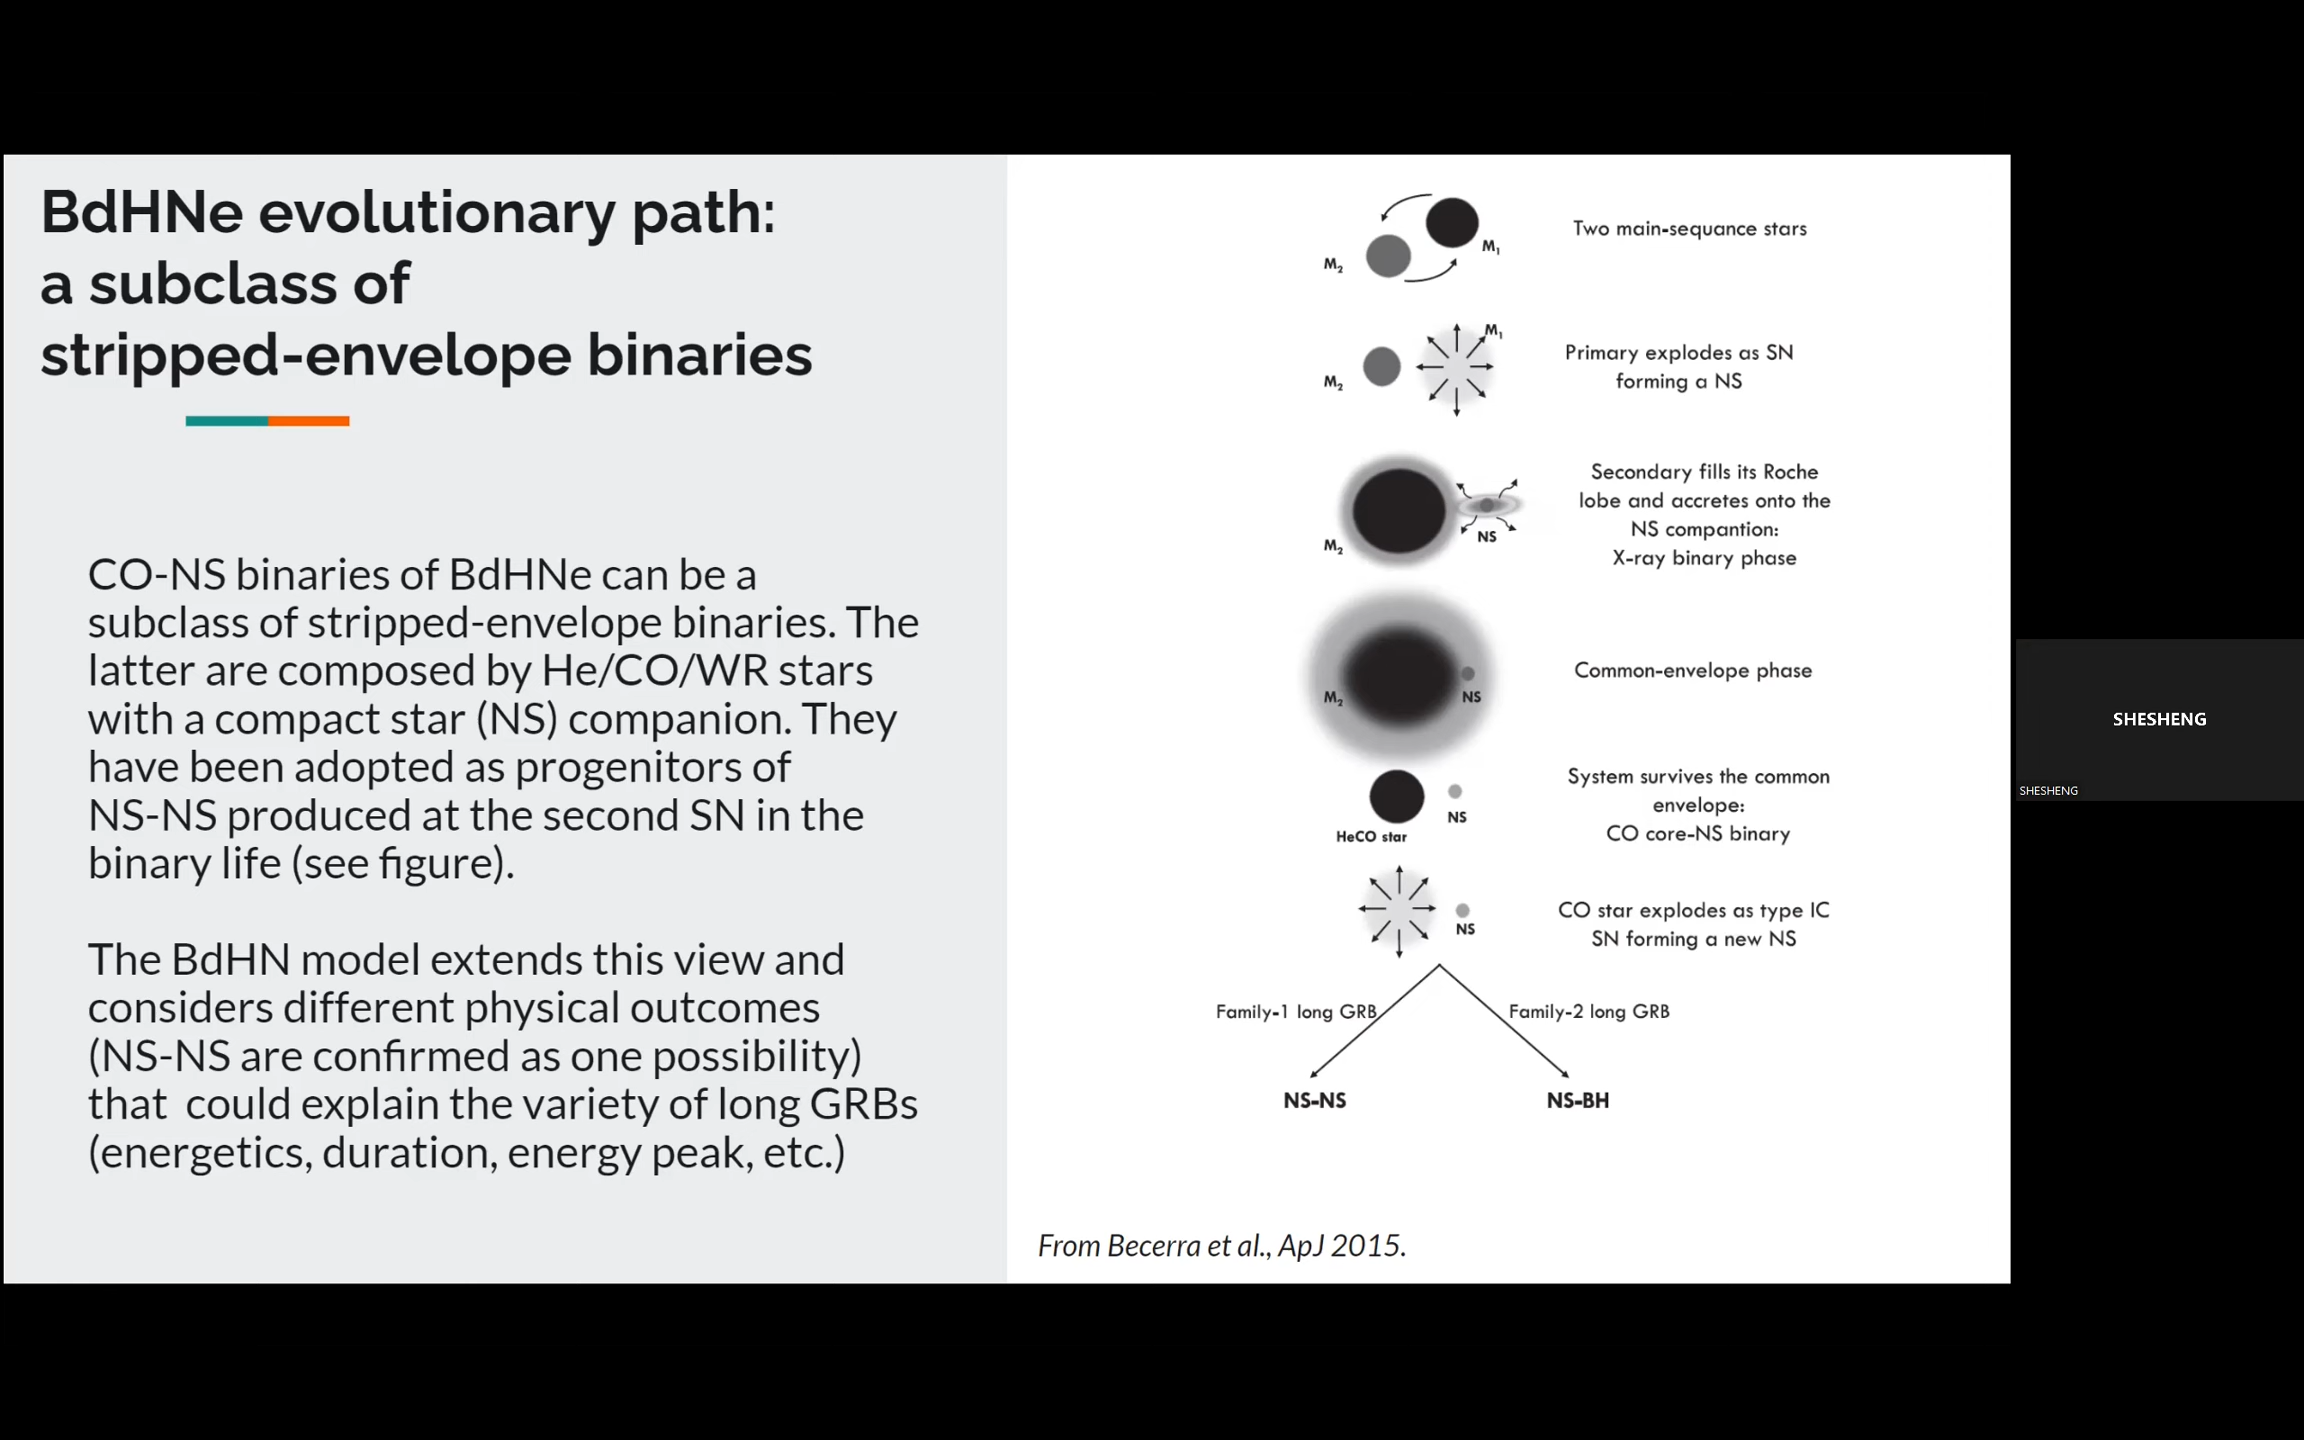 BdHNe evolutionary path:
a subclass of
stripped-envelope binaries
CO-NS binaries of BdHNe can be a
subclass of stripped-envelope binaries. The
latter are composed by He/CO/WR stars
with a compact star (NS) companion. They
have been adopted as progenitors of
NS-NS produced at the second SN in the
binary life (see figure).
The BdHN model extends this view and
considers different physical outcomes
(NS-NS are confirmed as one possibility)
that  could explain the variety of long GRBs
(energetics, duration, energy peak, etc.)
M₂
M₁
Two main-sequance stars
M₂
M₁
Primary explodes as SN
forming a NS
M₂
NS
Secondary fills its Roche
lobe and accretes onto the
NS compantion:
X-ray binary phase
M₂
NS
Common-envelope phase
HeCO star
NS
System survives the common
envelope:
CO core-NS binary
NS
CO star explodes as type IC
SN forming a new NS
Family-1 long GRB
Family-2 long GRB
NS-NS
NS-BH
From Becerra et al., ApJ 2015.
SHESHENG
SHESHENG